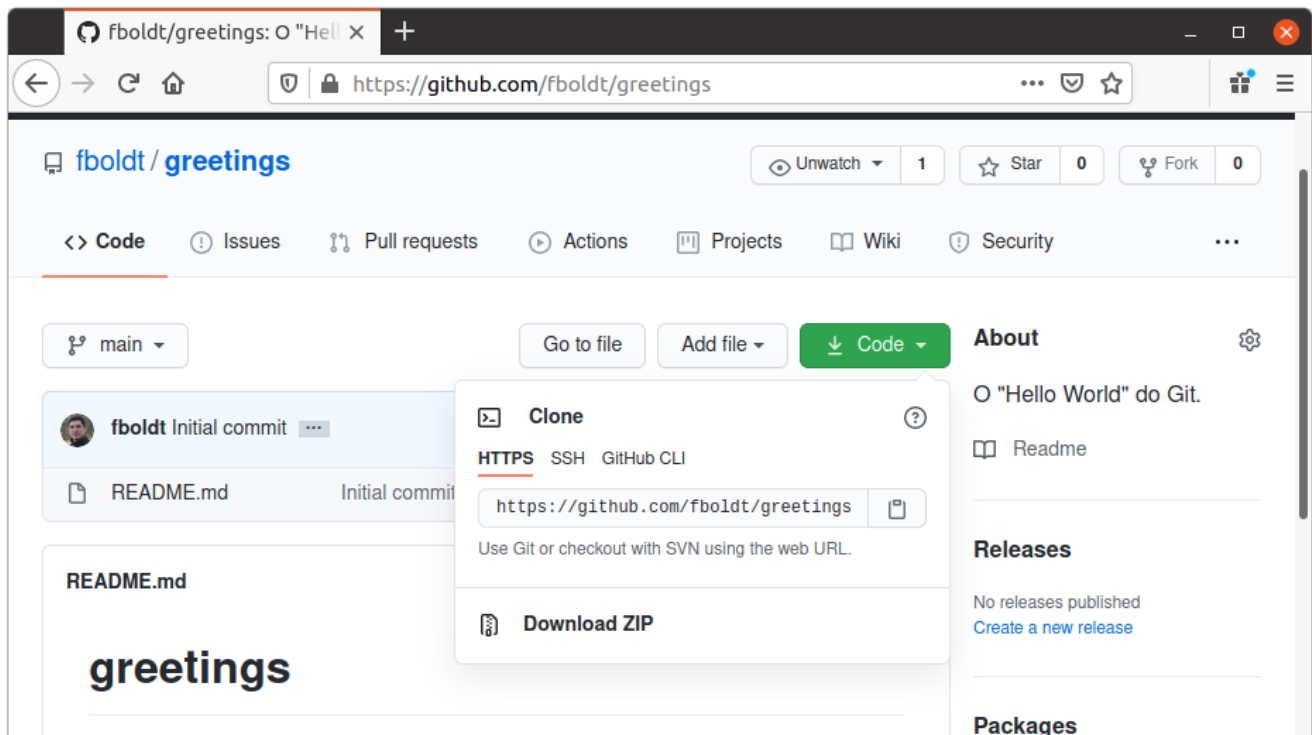 fboldt/greetings: O "Hell
https://github.com/fboldt/greetings
fboldt / greetings
Unwatch 1
Star 0
Fork 0
Code
Issues
Pull requests
Actions
Projects
Wiki
Security
main
Go to file
Add file
Code
fboldt Initial commit
README.md
Initial commit
Clone
HTTPS SSH GitHub CLI
https://github.com/fboldt/greetings
Use Git or checkout with SVN using the web URL.
Download ZIP
README.md
greetings
About
O "Hello World" do Git.
Readme
Releases
No releases published
Create a new release
Packages